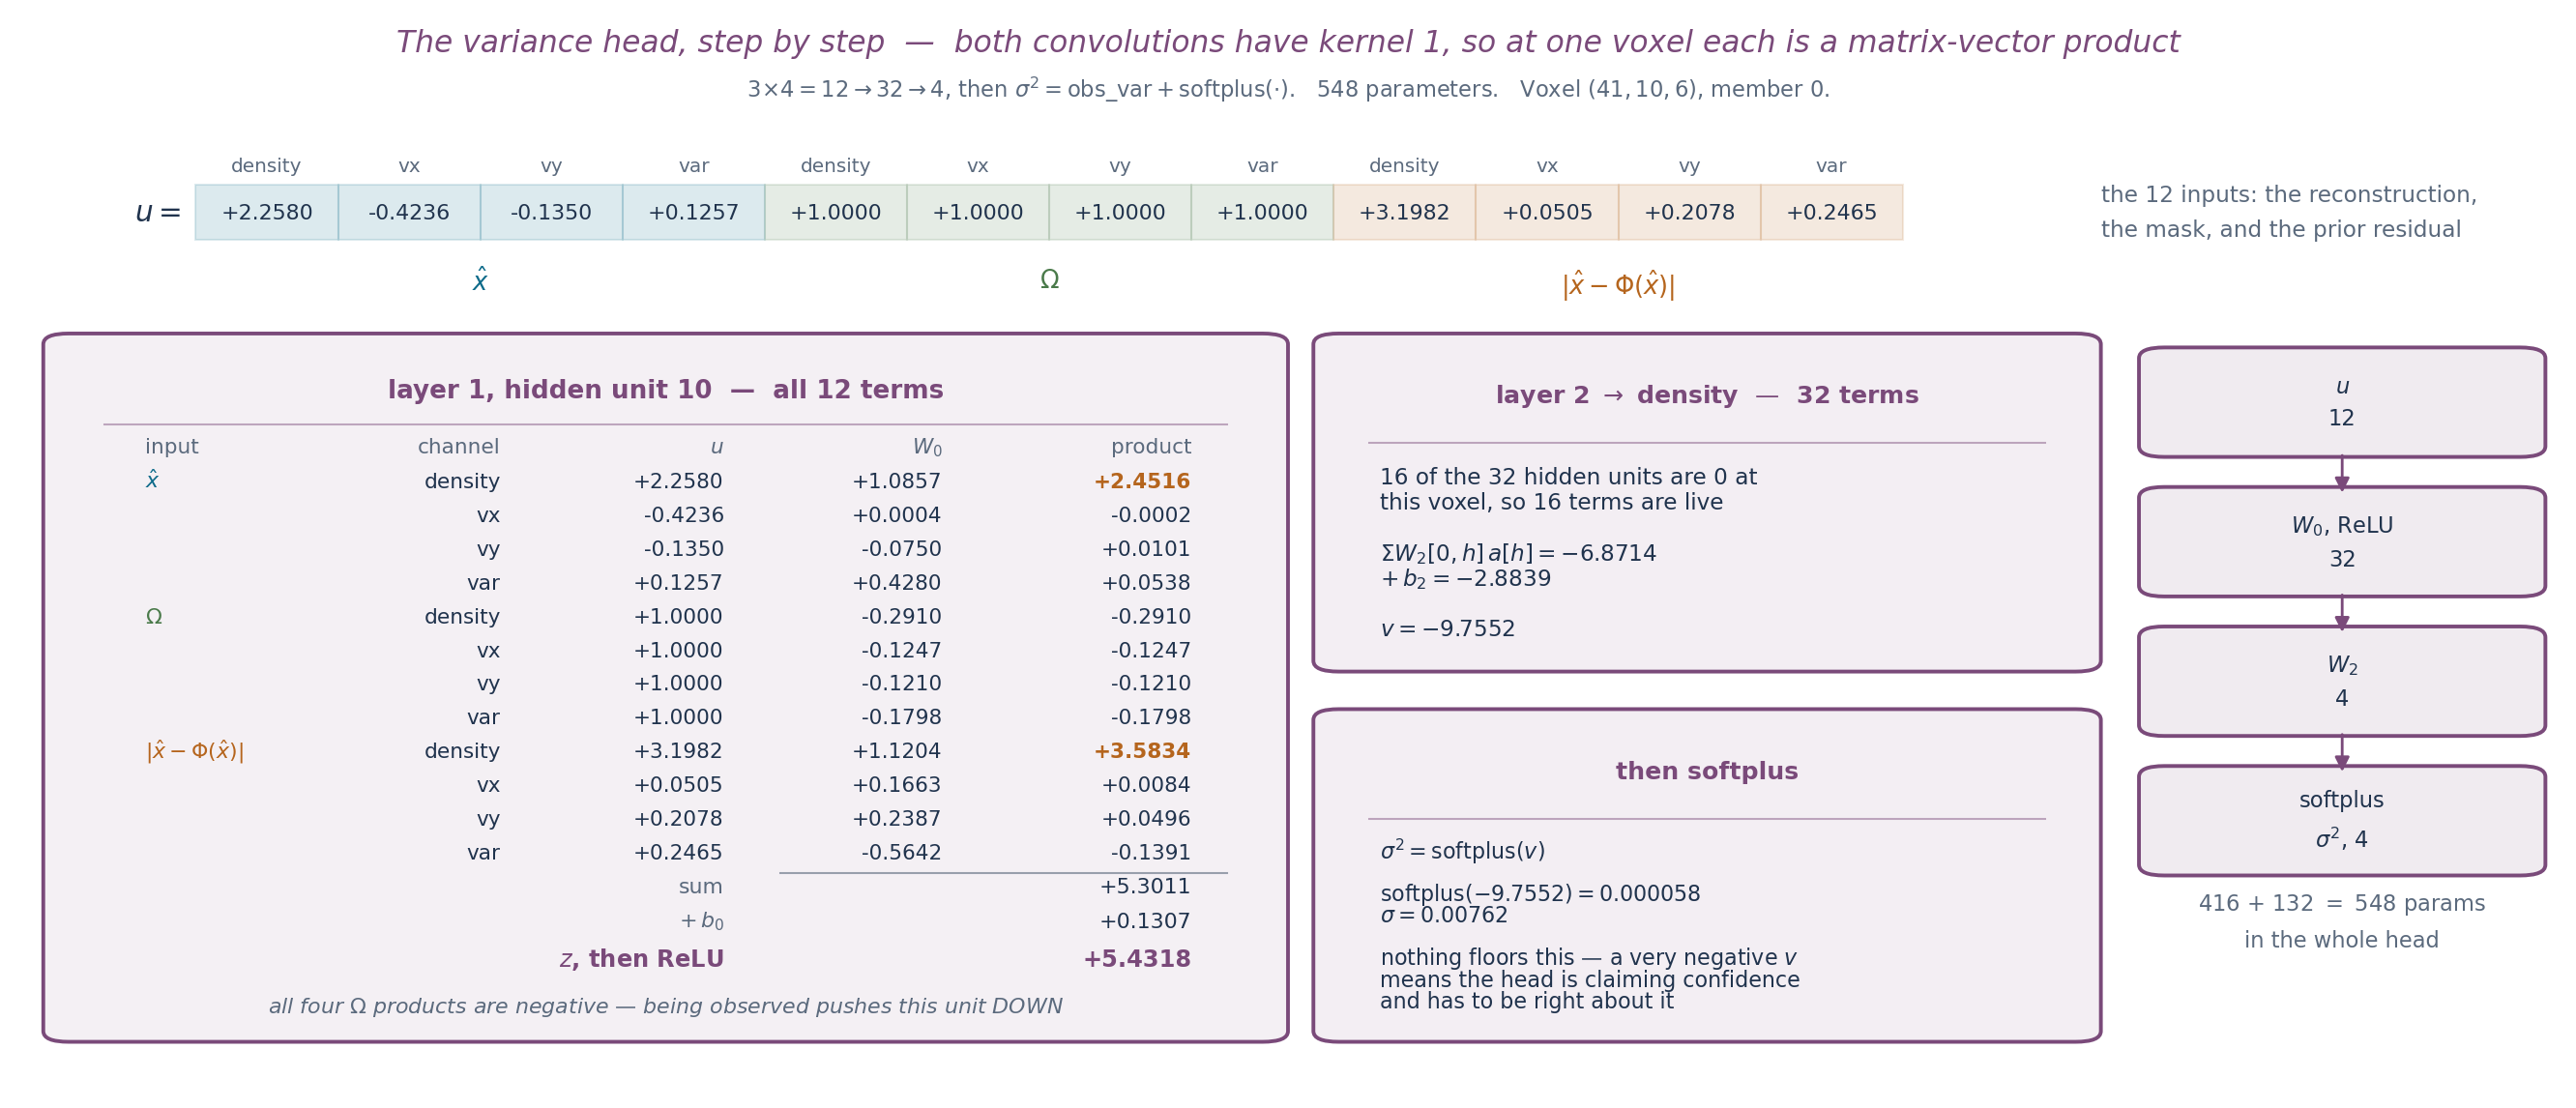 The variance head, step by step — both convolutions have kernel 1, so at one voxel each is a matrix-vector product
3×4 = 12 → 32 → 4, then σ² = obs_var + softplus(·). 548 parameters. Voxel (41, 10, 6), member 0.
density vx vy var density vx vy var density vx vy var
u = +2.2580 -0.4236 -0.1350 +0.1257 +1.0000 +1.0000 +1.0000 +1.0000 +3.1982 +0.0505 +0.2078 +0.2465
x̂ Ω |x̂ − Φ(x̂)|
the 12 inputs: the reconstruction,
the mask, and the prior residual
layer 1, hidden unit 10 — all 12 terms
input channel u W₀ product
x̂ density +2.2580 +1.0857 +2.4516
vx -0.4236 +0.0004 -0.0002
vy -0.1350 -0.0750 +0.0101
var +0.1257 +0.4280 +0.0538
Ω density +1.0000 -0.2910 -0.2910
vx +1.0000 -0.1247 -0.1247
vy +1.0000 -0.1210 -0.1210
var +1.0000 -0.1798 -0.1798
|x̂ − Φ(x̂)| density +3.1982 +1.1204 +3.5834
vx +0.0505 +0.1663 +0.0084
vy +0.2078 +0.2387 +0.0496
var +0.2465 -0.5642 -0.1391
sum +5.3011
+ b₀ +0.1307
z, then ReLU +5.4318
all four Ω products are negative — being observed pushes this unit DOWN
layer 2 → density — 32 terms
16 of the 32 hidden units are 0 at
this voxel, so 16 terms are live
ΣW₂[0, h] a[h] = −6.8714
+ b₂ = −2.8839
v = −9.7552
then softplus
σ² = softplus(v)
softplus(−9.7552) = 0.000058
σ = 0.00762
nothing floors this — a very negative v
means the head is claiming confidence
and has to be right about it
u
12
W₀, ReLU
32
W₂
4
softplus
σ², 4
416 + 132 = 548 params
in the whole head